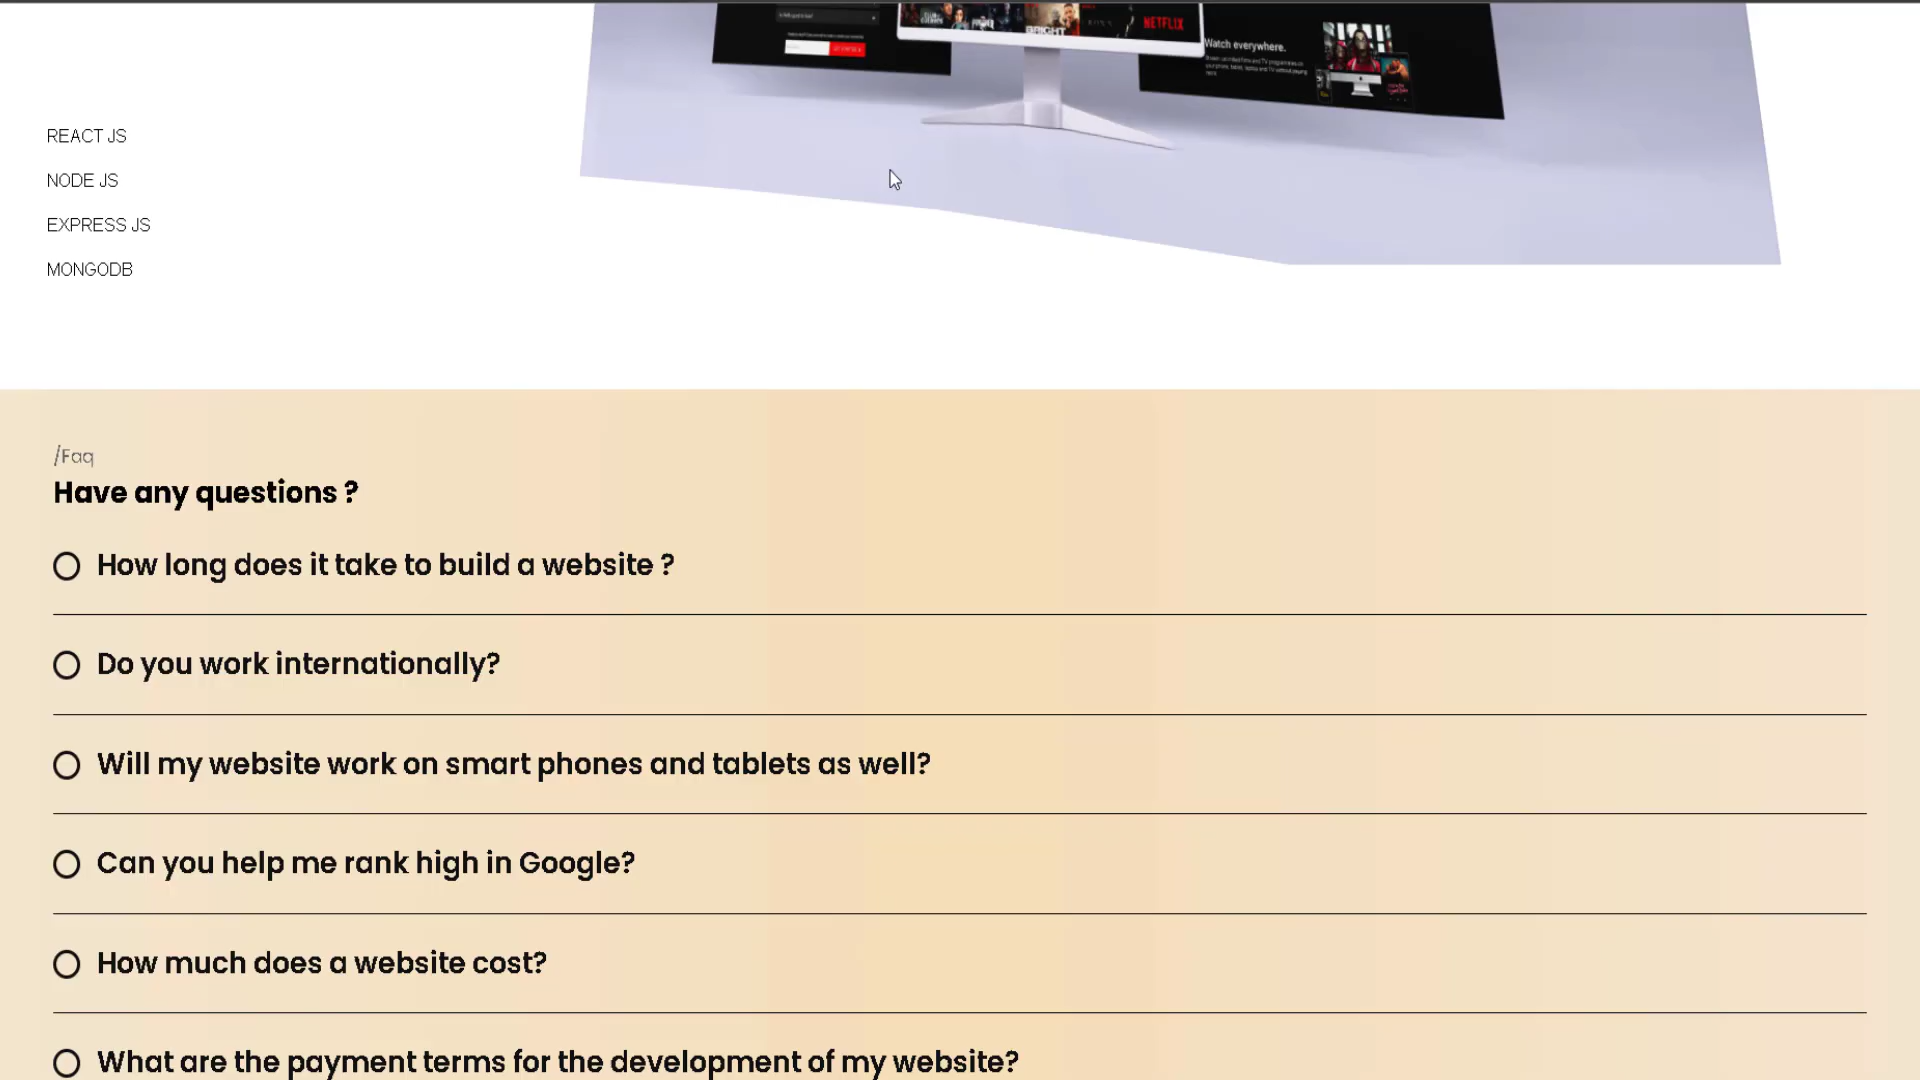 NETFLIX
BRIGHT
Watch everywhere.
REACT JS
NODE JS
EXPRESS JS
MONGODB
/Faq
Have any questions ?
How long does it take to build a website ?
Do you work internationally?
Will my website work on smart phones and tablets as well?
Can you help me rank high in Google?
How much does a website cost?
What are the payment terms for the development of my website?